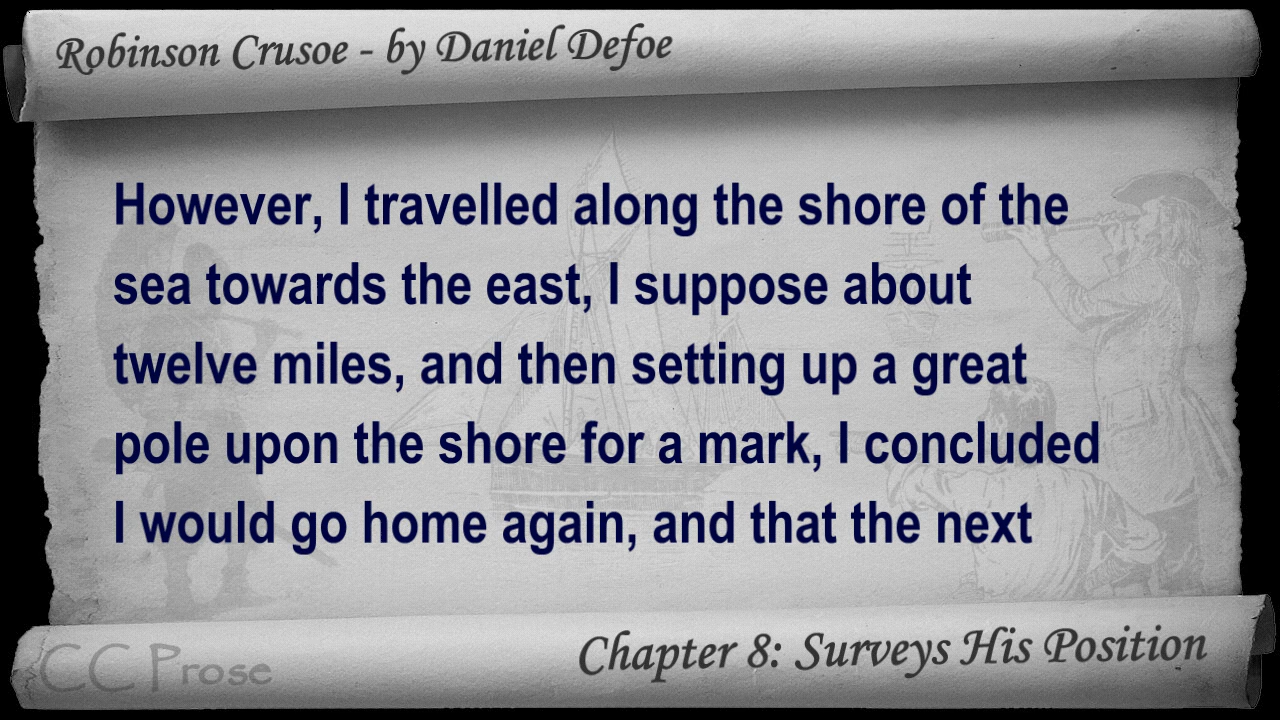 Robinson Crusoe - by Daniel Defoe
However, I travelled along the shore of the
sea towards the east, I suppose about
twelve miles, and then setting up a great
pole upon the shore for a mark, I concluded
I would go home again, and that the next
CC Prose
Chapter 8: Surveys His Position